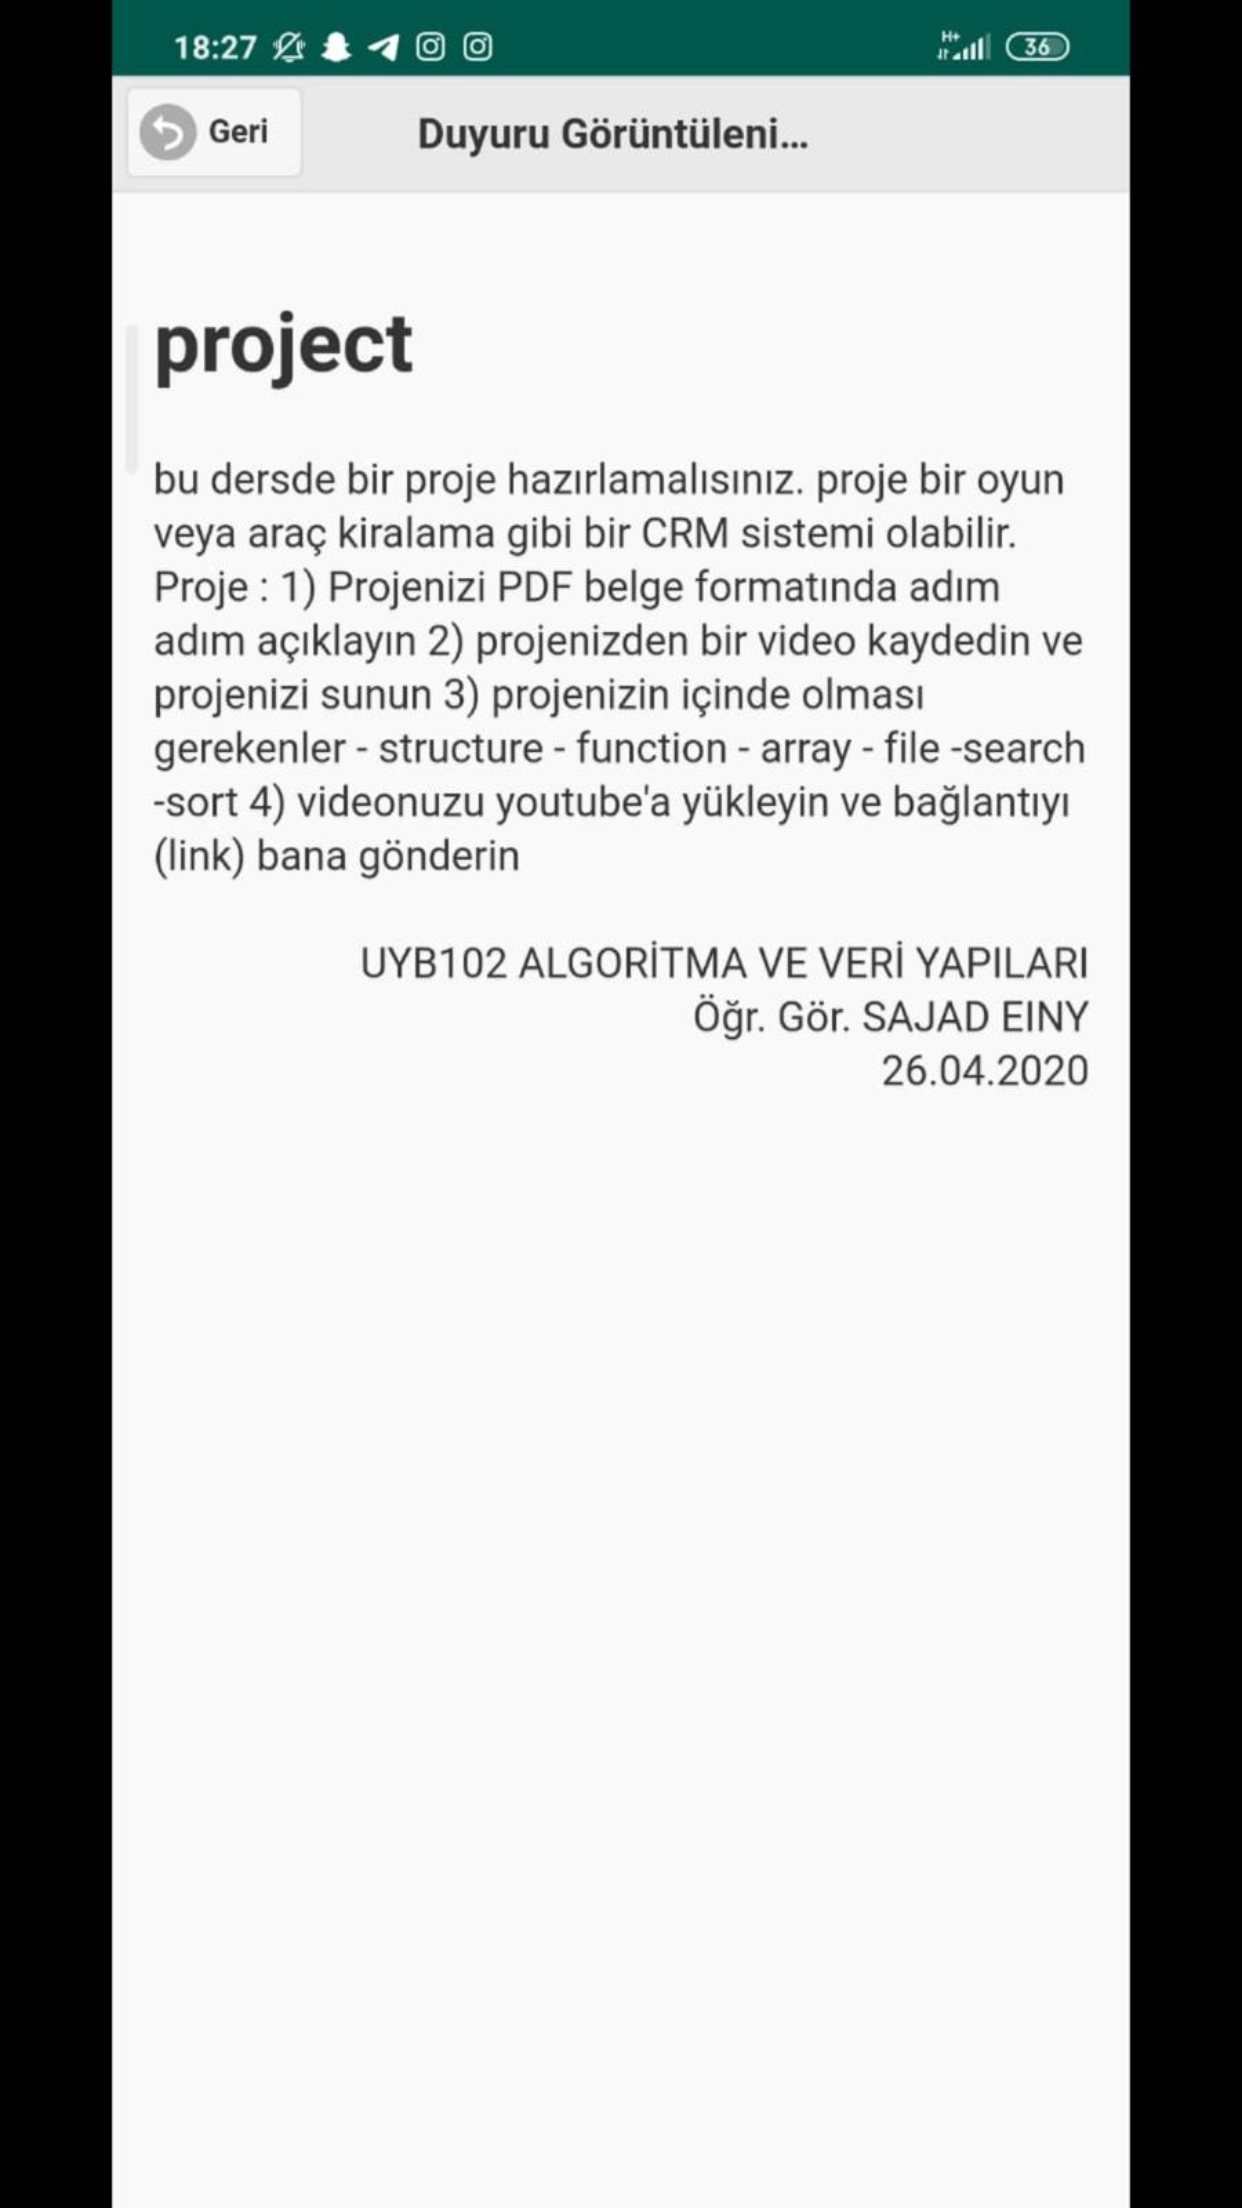 18:27
H+
36
Geri
Duyuru Görüntüleni...
project
bu dersde bir proje hazırlamalısınız. proje bir oyun
veya araç kiralama gibi bir CRM sistemi olabilir.
Proje : 1) Projenizi PDF belge formatında adım
adım açıklayın 2) projenizden bir video kaydedin ve
projenizi sunun 3) projenizin içinde olması
gerekenler - structure - function - array - file -search
-sort 4) videonuzu youtube'a yükleyin ve bağlantıyı
(link) bana gönderin
UYB102 ALGORİTMA VE VERİ YAPILARI
Öğr. Gör. SAJAD EINY
26.04.2020